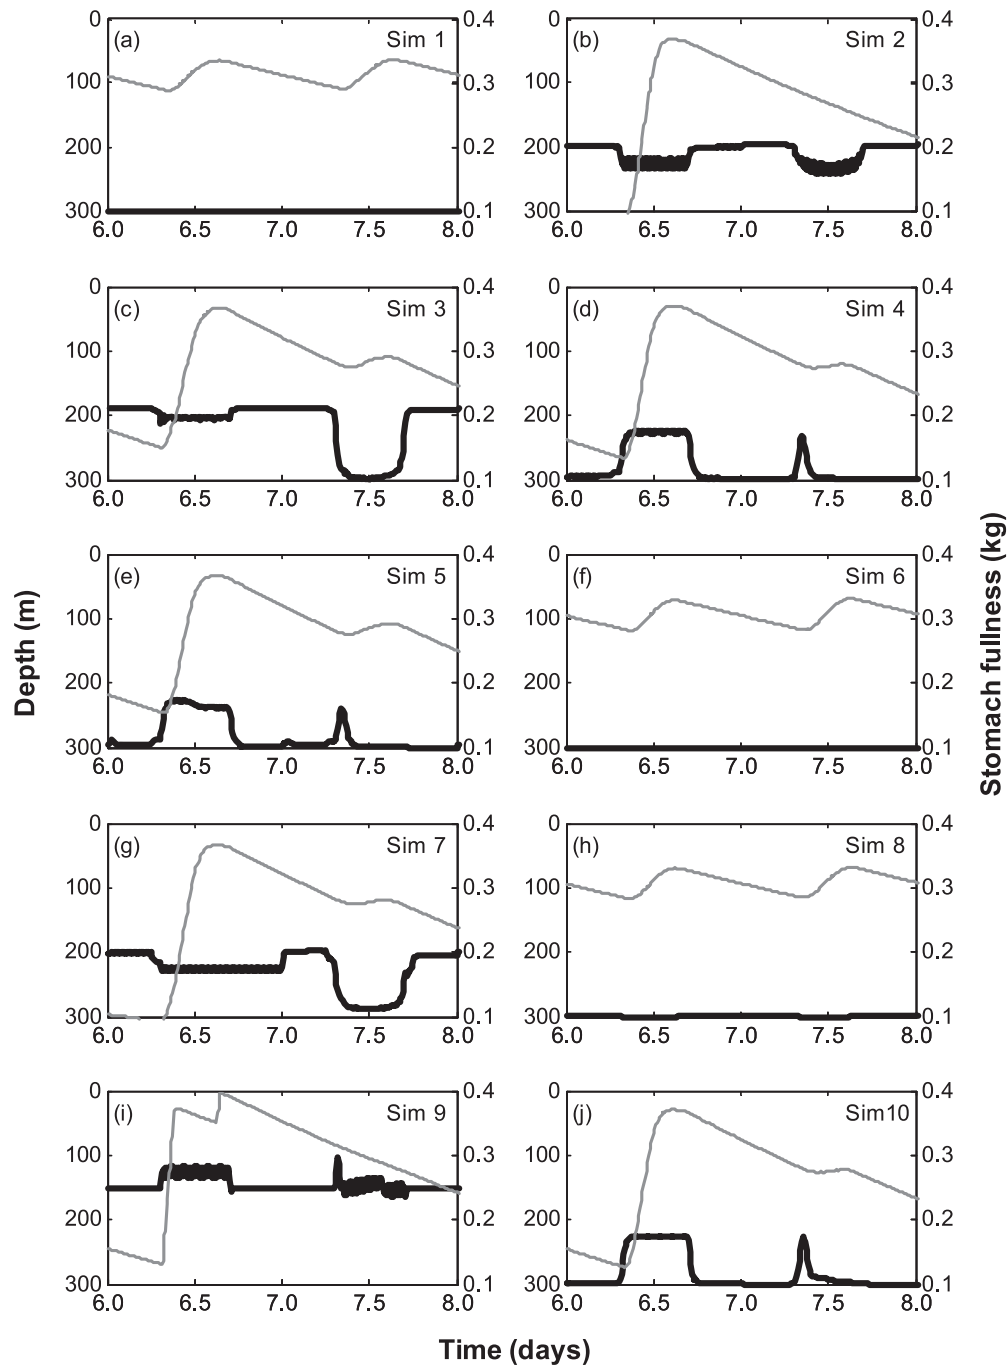 0 (a) Sim 1 0.4 0 (b) Sim 2 0.4
100 0.3 100 0.3
200 0.2 200 0.2
300 0.1 300 0.1
6.0 6.5 7.0 7.5 8.0 6.0 6.5 7.0 7.5 8.0
0 (c) Sim 3 0.4 0 (d) Sim 4 0.4
100 0.3 100 0.3
200 0.2 200 0.2
300 0.1 300 0.1
6.0 6.5 7.0 7.5 8.0 6.0 6.5 7.0 7.5 8.0
0 (e) Sim 5 0.4 0 (f) Sim 6 0.4
100 0.3 100 0.3
200 0.2 200 0.2
300 0.1 300 0.1
6.0 6.5 7.0 7.5 8.0 6.0 6.5 7.0 7.5 8.0
0 (g) Sim 7 0.4 0 (h) Sim 8 0.4
100 0.3 100 0.3
200 0.2 200 0.2
300 0.1 300 0.1
6.0 6.5 7.0 7.5 8.0 6.0 6.5 7.0 7.5 8.0
0 (i) Sim 9 0.4 0 (j) Sim10 0.4
100 0.3 100 0.3
200 0.2 200 0.2
300 0.1 300 0.1
6.0 6.5 7.0 7.5 8.0 6.0 6.5 7.0 7.5 8.0
Depth (m)
Stomach fullness (kg)
Time (days)